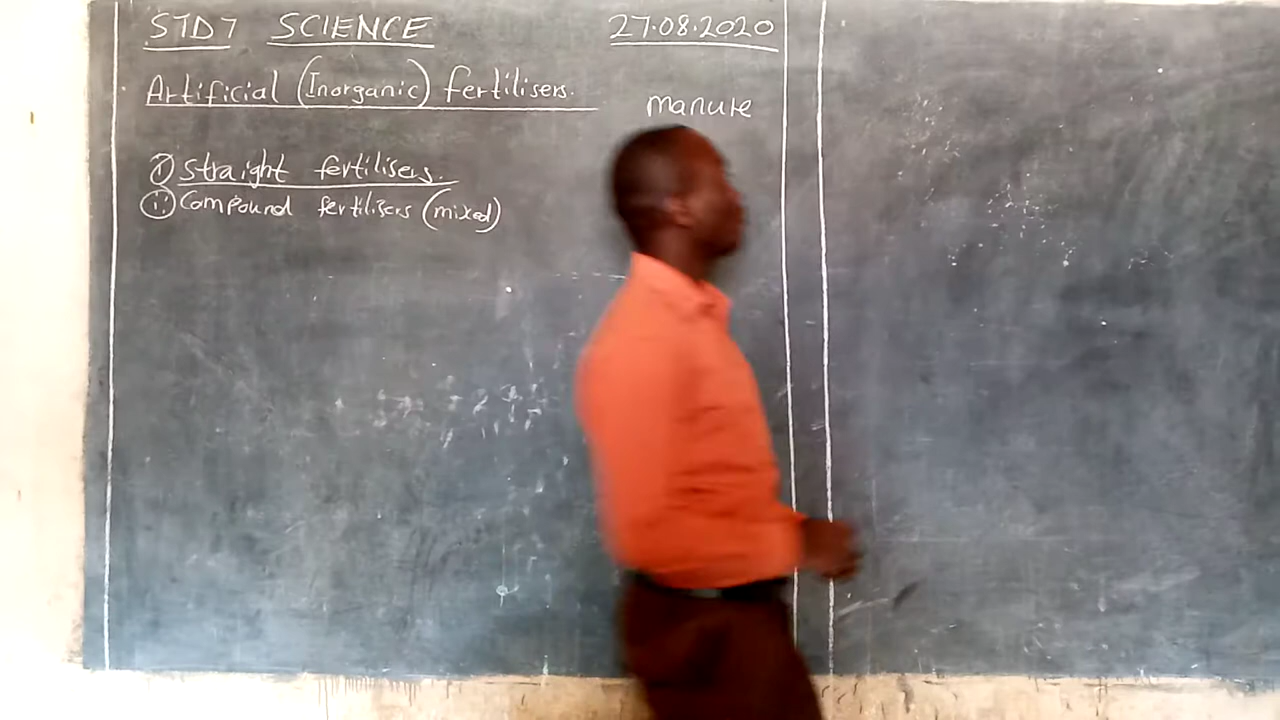 STD7 SCIENCE 27.08.2020
Artificial (Inorganic) fertilisers.
manure
(i) Straight fertilisers.
(ii) Compound fertilisers (mixed)